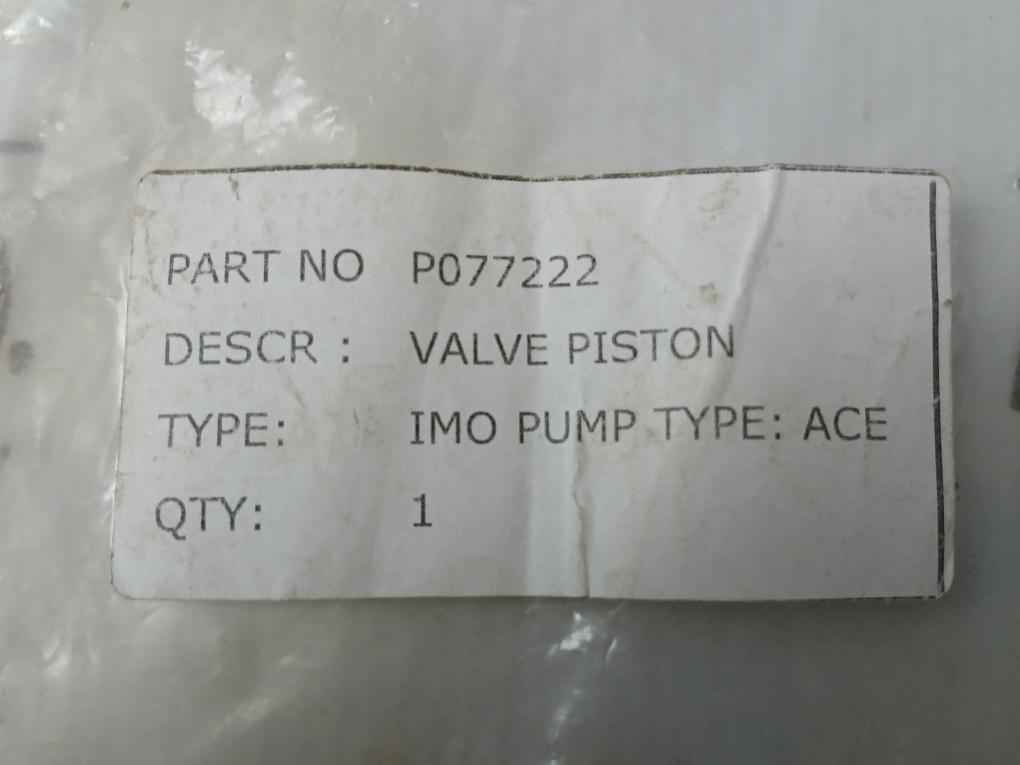 PART NO P077222
DESCR : VALVE PISTON
TYPE: IMO PUMP TYPE: ACE
QTY: 1